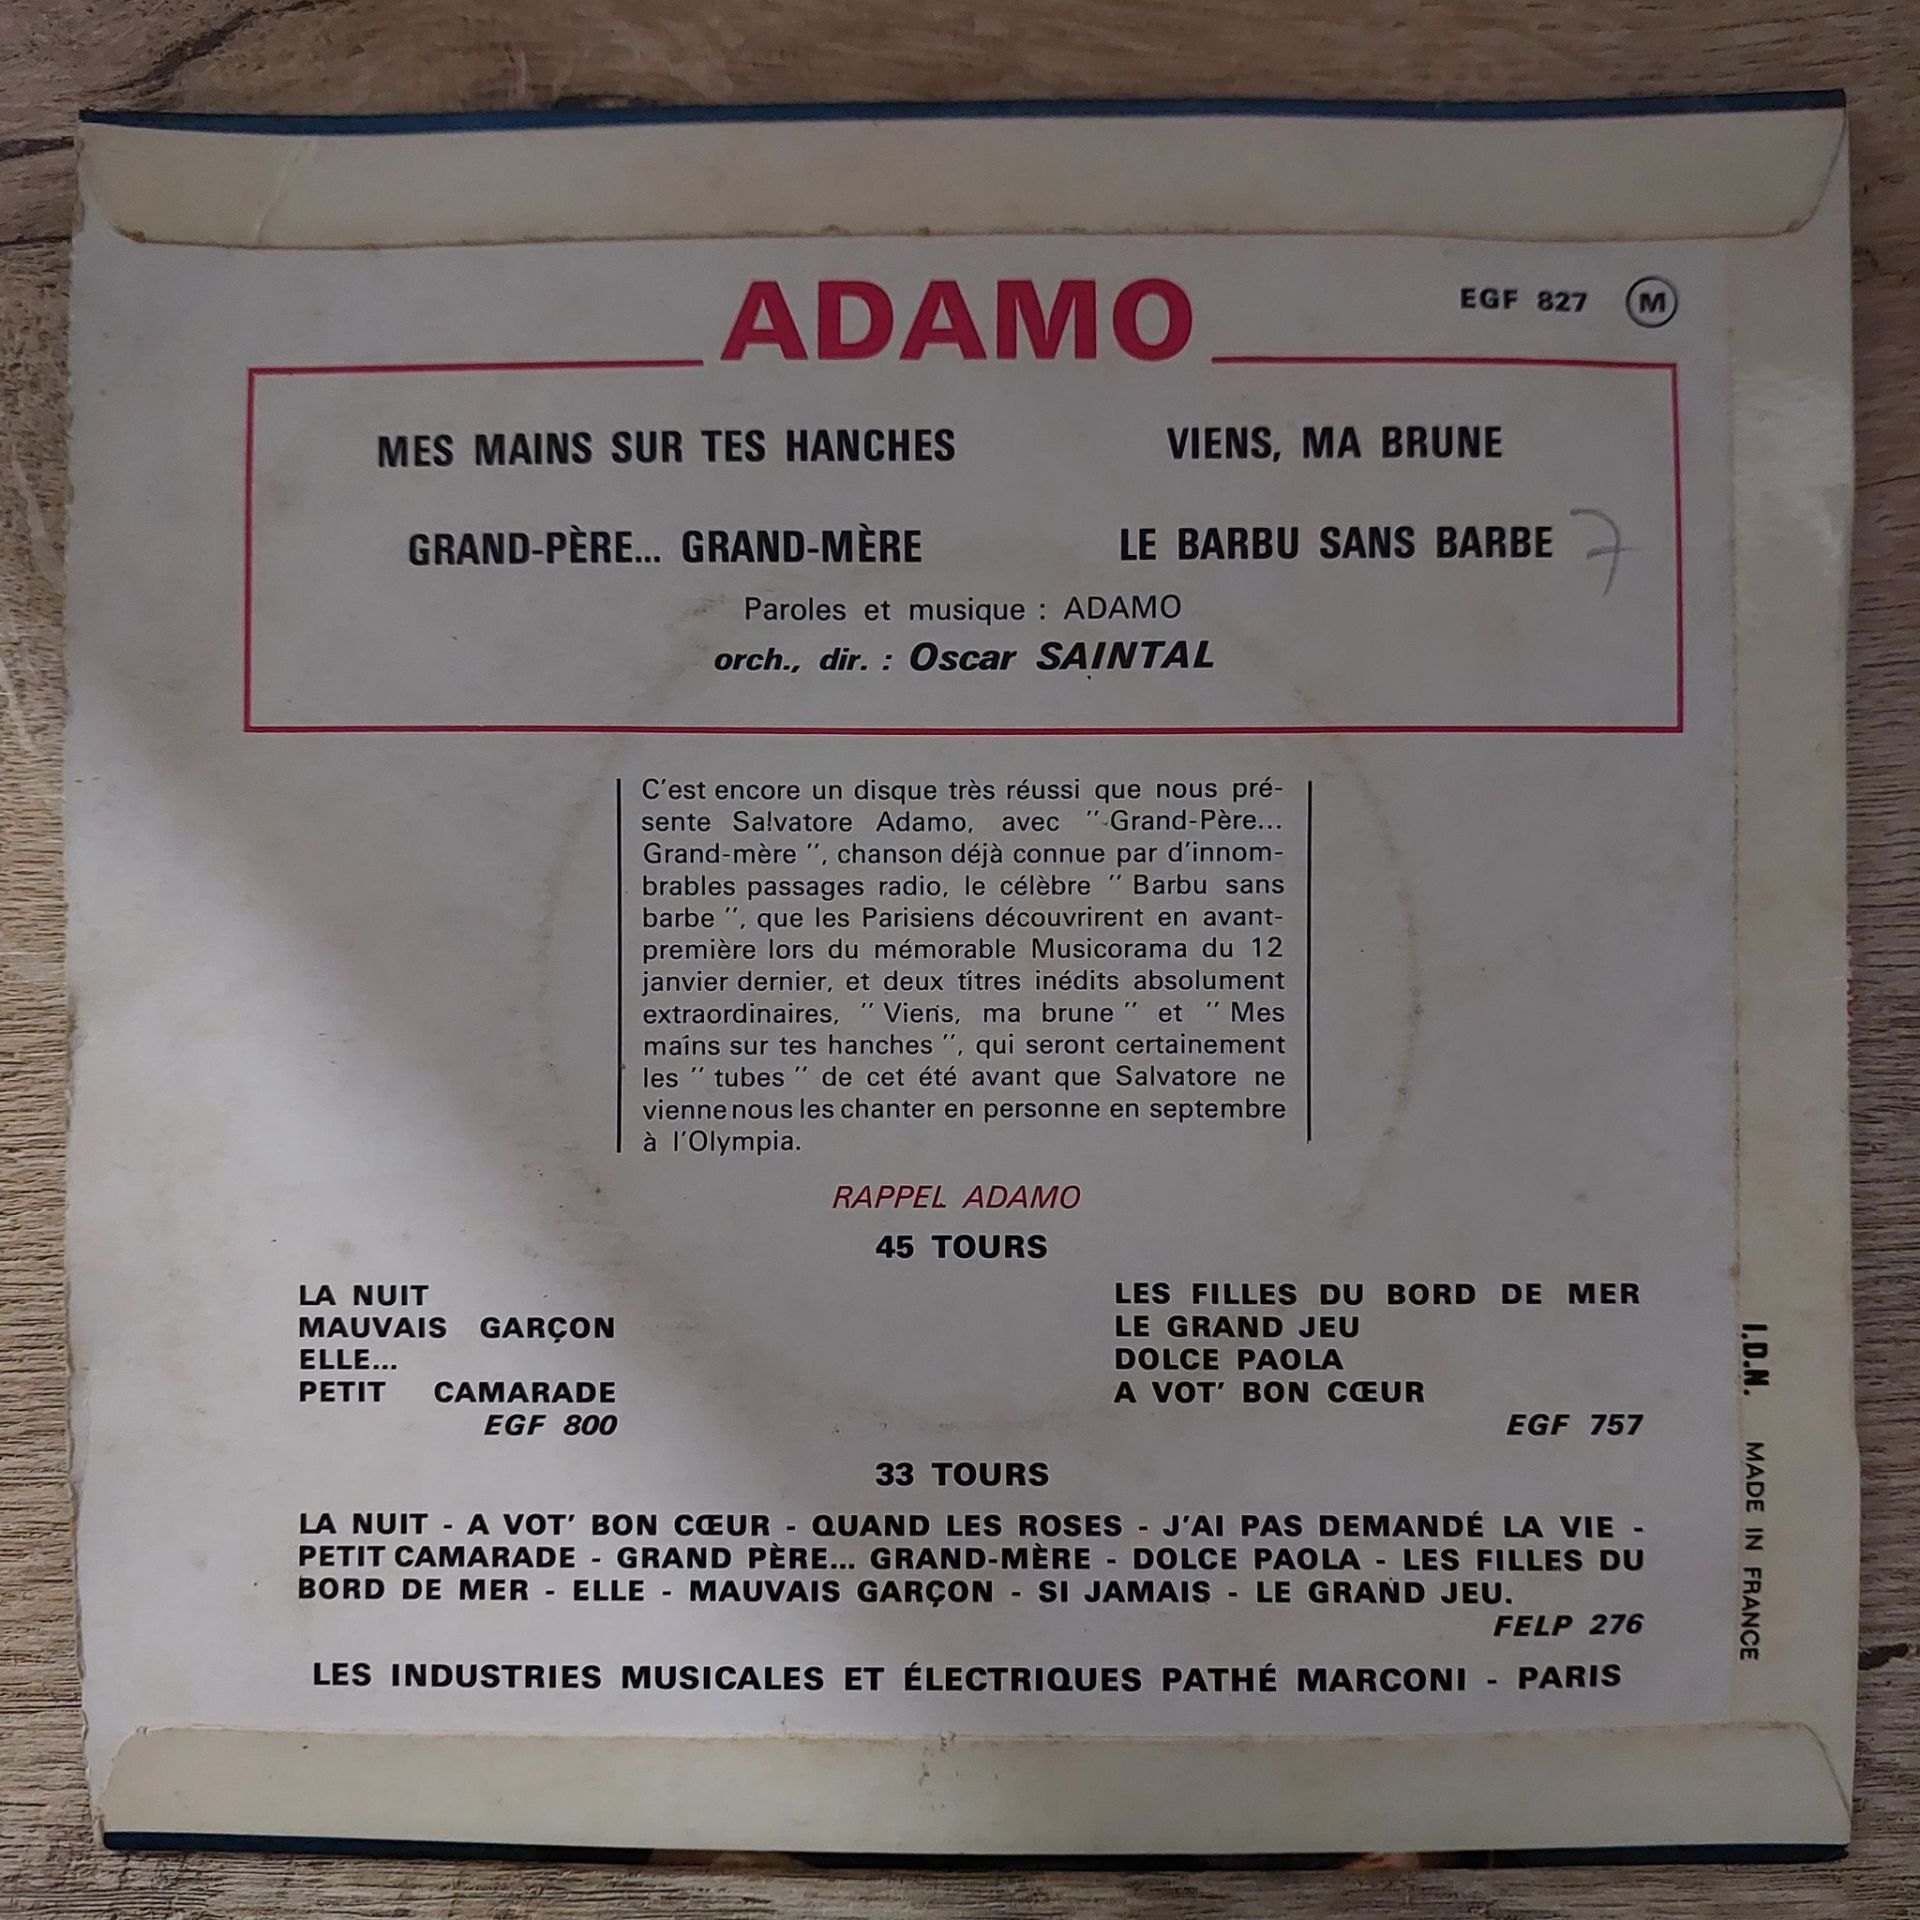 ADAMO
EGF 827 M
MES MAINS SUR TES HANCHES
VIENS, MA BRUNE
GRAND-PÈRE... GRAND-MÈRE
LE BARBU SANS BARBE 7
Paroles et musique : ADAMO
orch., dir. : Oscar SAINTAL
C'est encore un disque très réussi que nous pré-
sente Salvatore Adamo, avec " Grand-Père...
Grand-mère ", chanson déjà connue par d'innom-
brables passages radio, le célèbre " Barbu sans
barbe ", que les Parisiens découvrirent en avant-
première lors du mémorable Musicorama du 12
janvier dernier, et deux titres inédits absolument
extraordinaires, " Viens, ma brune " et " Mes
mains sur tes hanches ", qui seront certainement
les " tubes " de cet été avant que Salvatore ne
vienne nous les chanter en personne en septembre
à l'Olympia.
RAPPEL ADAMO
45 TOURS
LA NUIT
MAUVAIS GARÇON
ELLE...
PETIT CAMARADE
EGF 800
LES FILLES DU BORD DE MER
LE GRAND JEU
DOLCE PAOLA
A VOT' BON CŒUR
EGF 757
33 TOURS
LA NUIT - A VOT' BON CŒUR - QUAND LES ROSES - J'AI PAS DEMANDÉ LA VIE -
PETIT CAMARADE - GRAND PÈRE... GRAND-MÈRE - DOLCE PAOLA - LES FILLES DU
BORD DE MER - ELLE - MAUVAIS GARÇON - SI JAMAIS - LE GRAND JEU.
FELP 276
LES INDUSTRIES MUSICALES ET ÉLECTRIQUES PATHÉ MARCONI - PARIS
I.D.N. MADE IN FRANCE